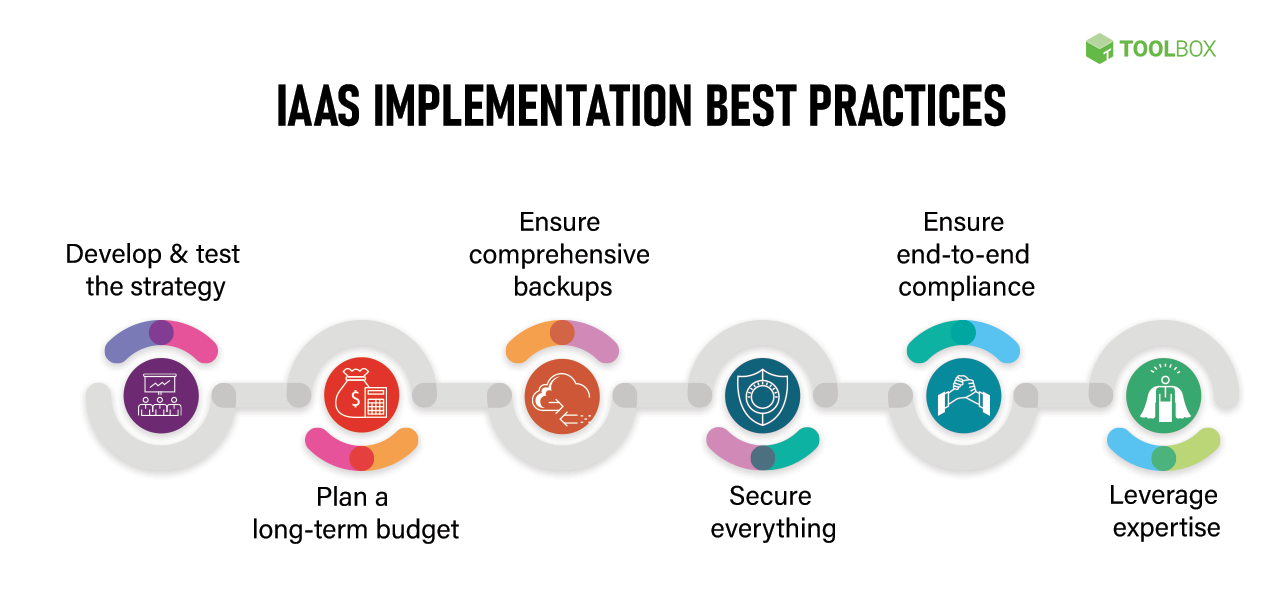 TOOLBOX
IAAS IMPLEMENTATION BEST PRACTICES
Develop & test
the strategy
Plan a
long-term budget
$
Ensure
comprehensive
backups
Secure
everything
Ensure
end-to-end
compliance
Leverage
expertise